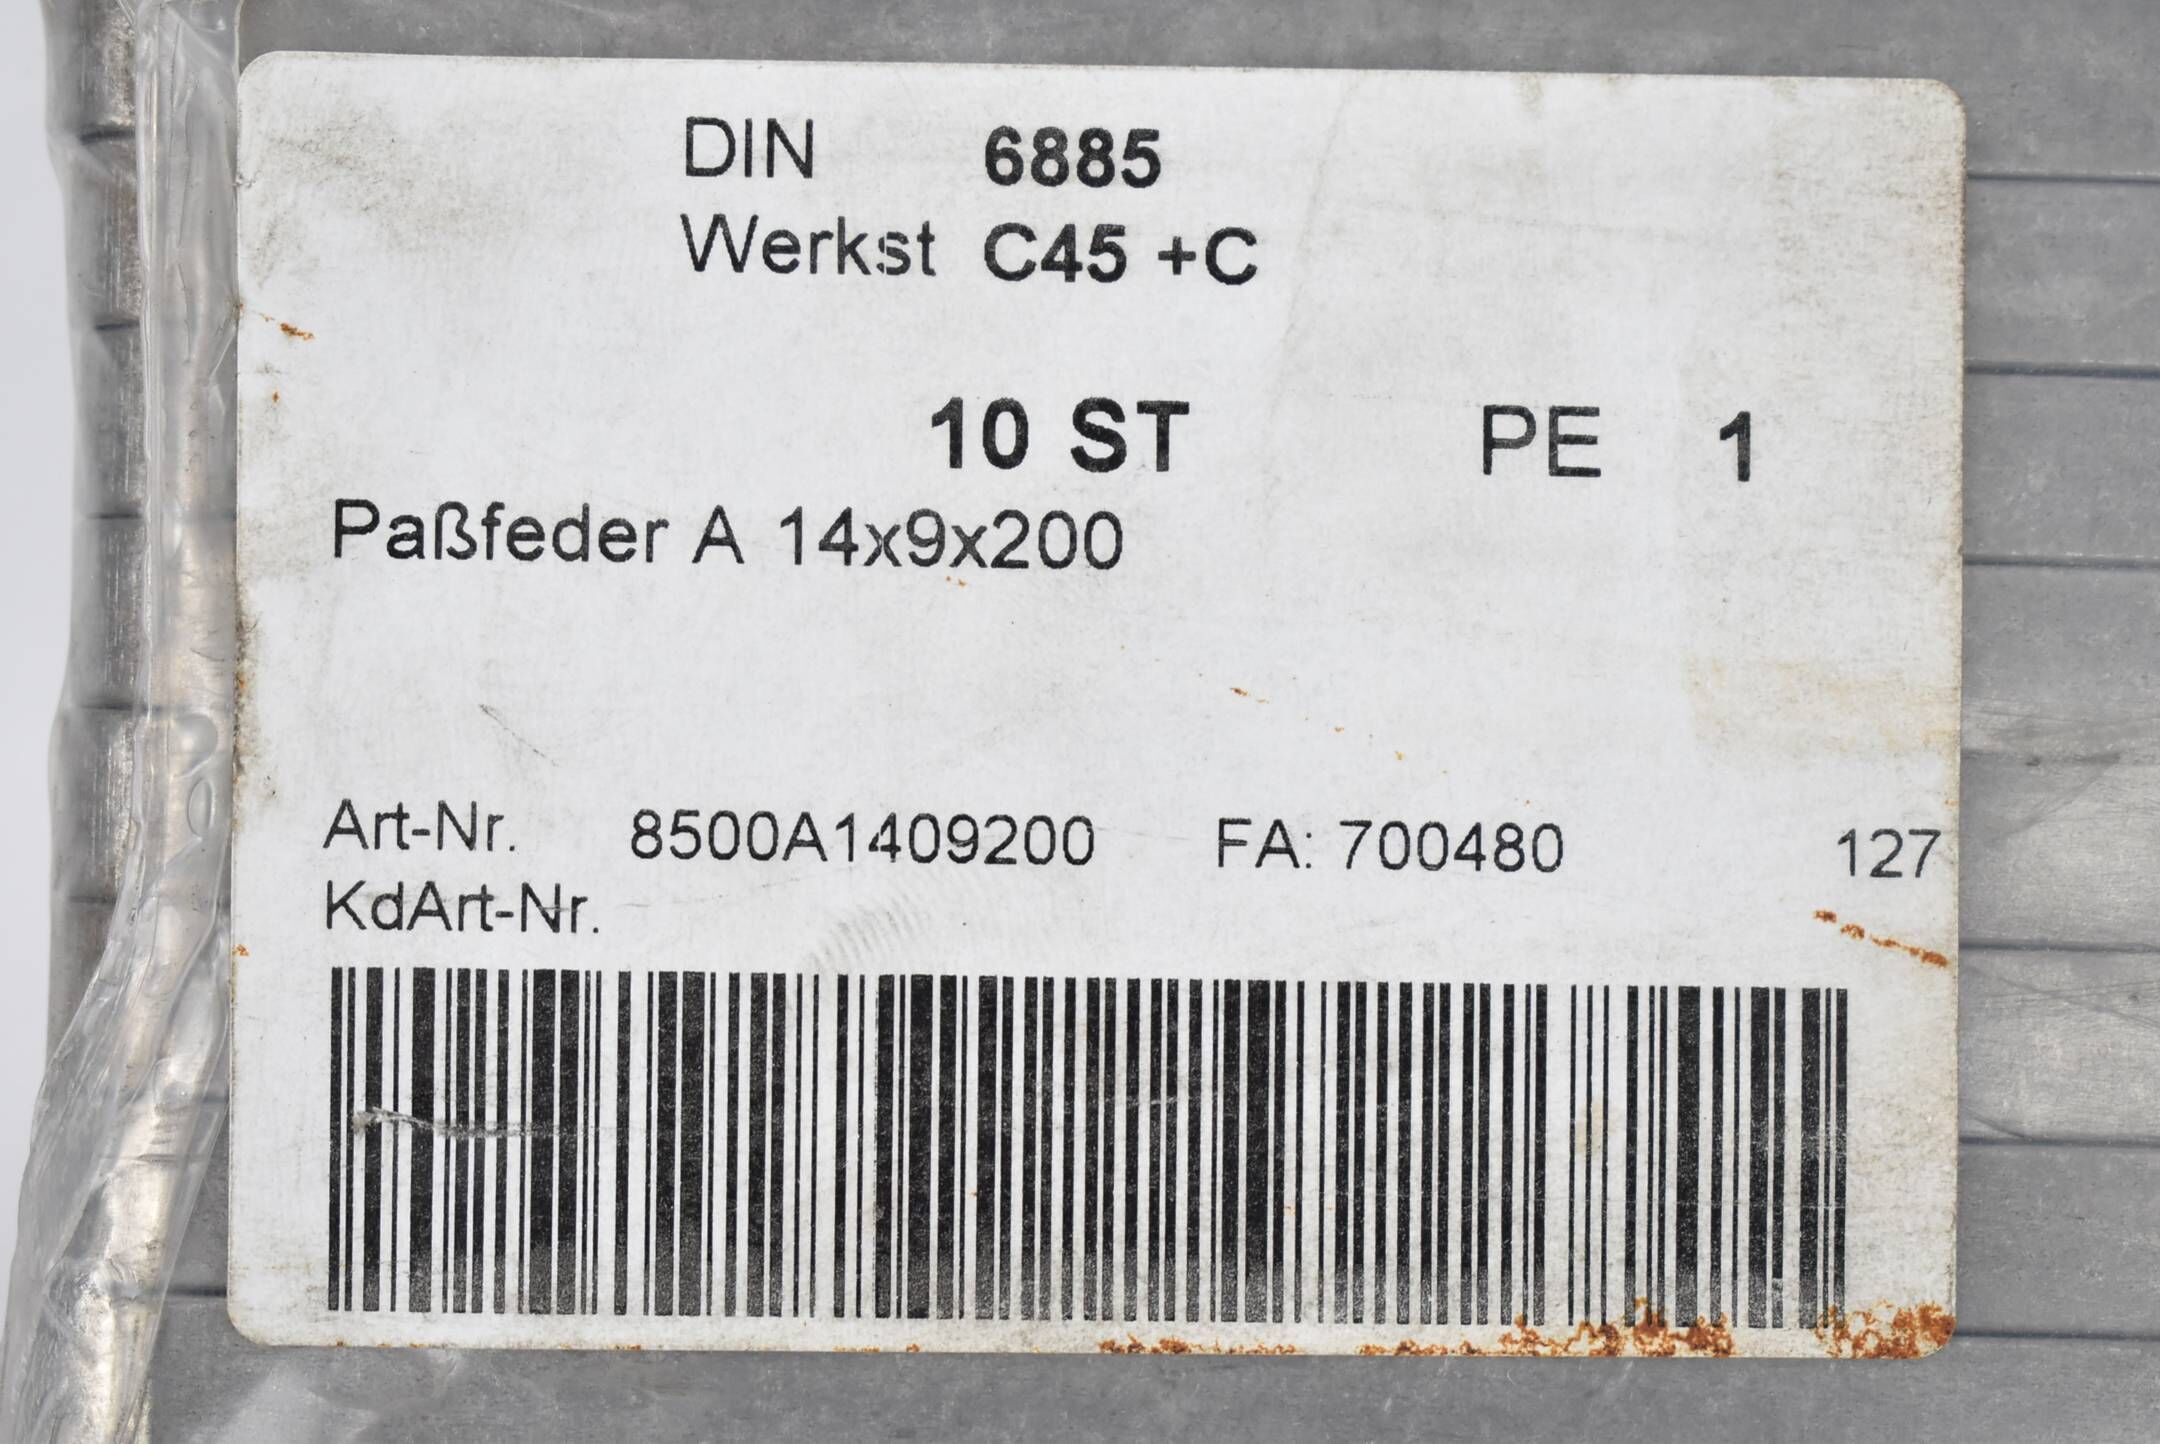 DIN 6885
Werkst C45 +C
10 ST PE 1
Paßfeder A 14x9x200
Art-Nr. 8500A1409200 FA: 700480 127
KdArt-Nr.